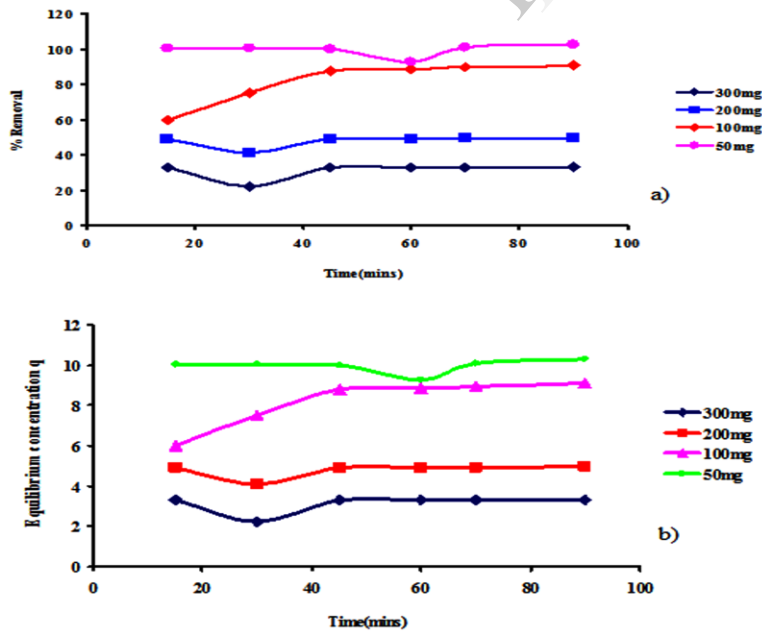 120
100
80
60
40
20
0
% Removal
0 20 40 60 80 100
Time(mins)
300mg
200mg
100mg
50mg
a)
12
10
8
6
4
2
0
Equilibrium concentration q
0 20 40 60 80 100
Time(mins)
300mg
200mg
100mg
50mg
b)